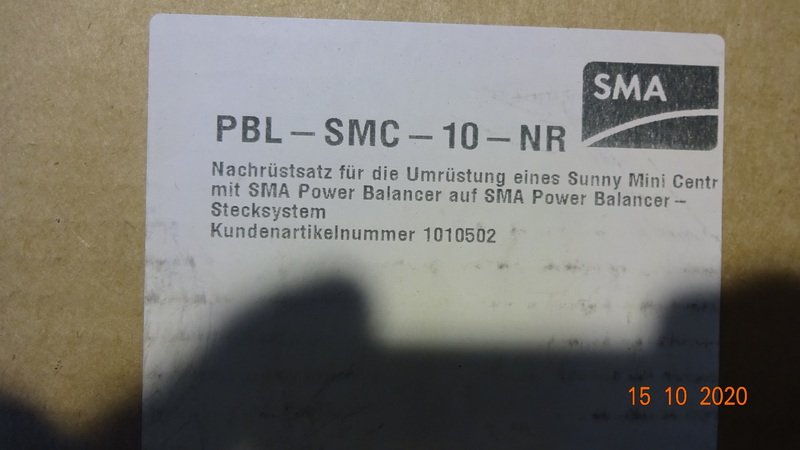 SMA
PBL – SMC – 10 – NR
Nachrüstsatz für die Umrüstung eines Sunny Mini Centr
mit SMA Power Balancer auf SMA Power Balancer –
Stecksystem
Kundenartikelnummer 1010502
15 10 2020